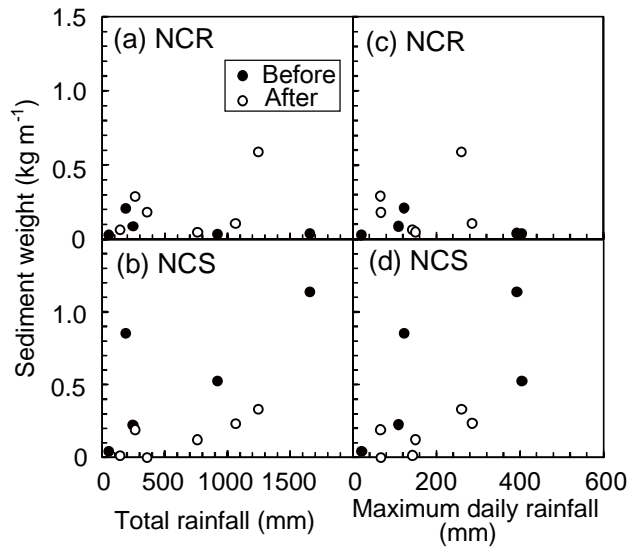 1.5
(a) NCR
(c) NCR
Before
After
1.0
0.5
0
Sediment weight (kg m⁻¹)
(b) NCS
(d) NCS
1.0
0.5
0
0 500 1000 1500
200 400 600
Total rainfall (mm)
Maximum daily rainfall
(mm)